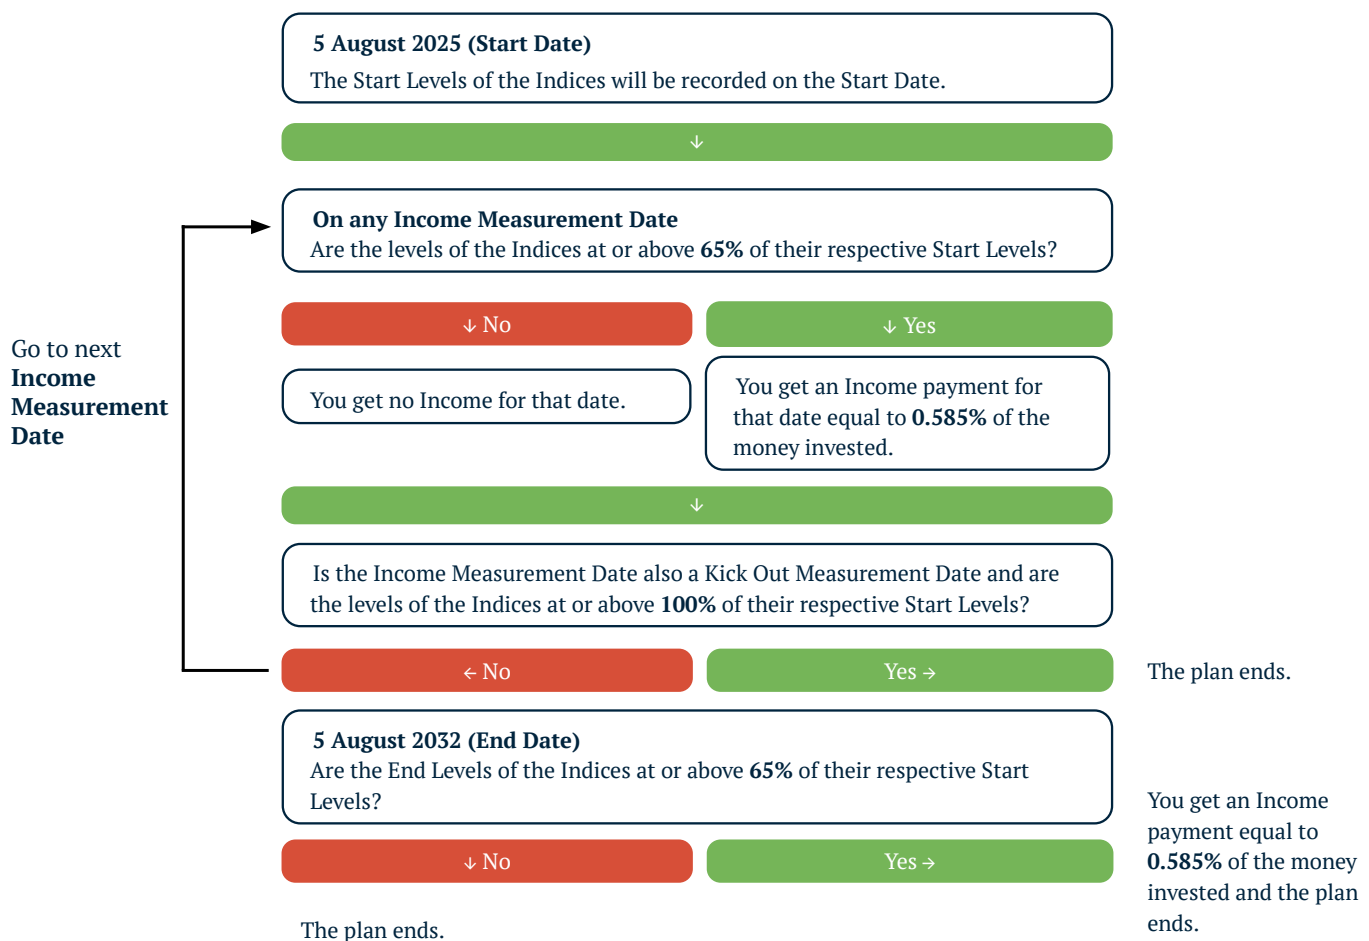 5 August 2025 (Start Date)
The Start Levels of the Indices will be recorded on the Start Date.
↓
On any Income Measurement Date
Are the levels of the Indices at or above 65% of their respective Start Levels?
↓ No
↓ Yes
Go to next
Income
Measurement
Date
You get no Income for that date.
You get an Income payment for
that date equal to 0.585% of the
money invested.
↓
Is the Income Measurement Date also a Kick Out Measurement Date and are
the levels of the Indices at or above 100% of their respective Start Levels?
← No
Yes →
The plan ends.
5 August 2032 (End Date)
Are the End Levels of the Indices at or above 65% of their respective Start
Levels?
↓ No
Yes →
You get an Income
payment equal to
0.585% of the money
invested and the plan
ends.
The plan ends.